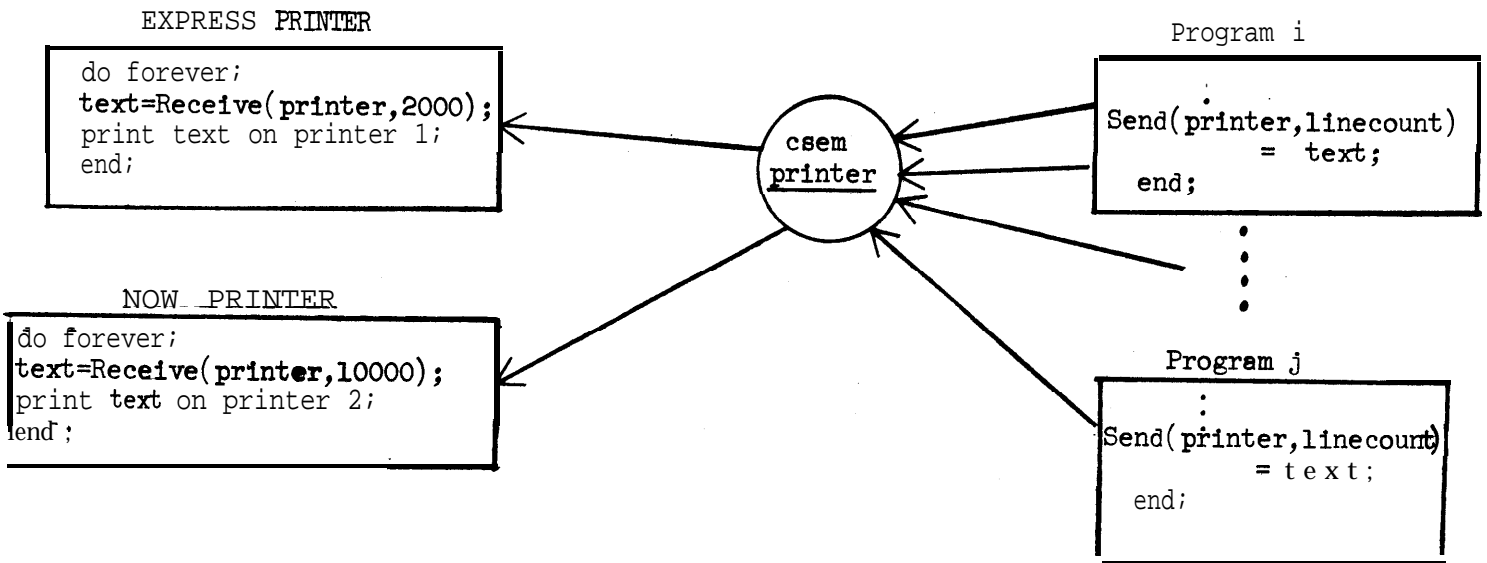 EXPRESS PRINTER
do forever;
text=Receive(printer,2000);
print text on printer 1;
end;
NOW PRINTER
do forever;
text=Receive(printer,10000);
print text on printer 2;
end;
csem
printer
Program i
Send(printer,linecount)
= text;
end;
Program j
Send(printer,linecount)
= text;
end;